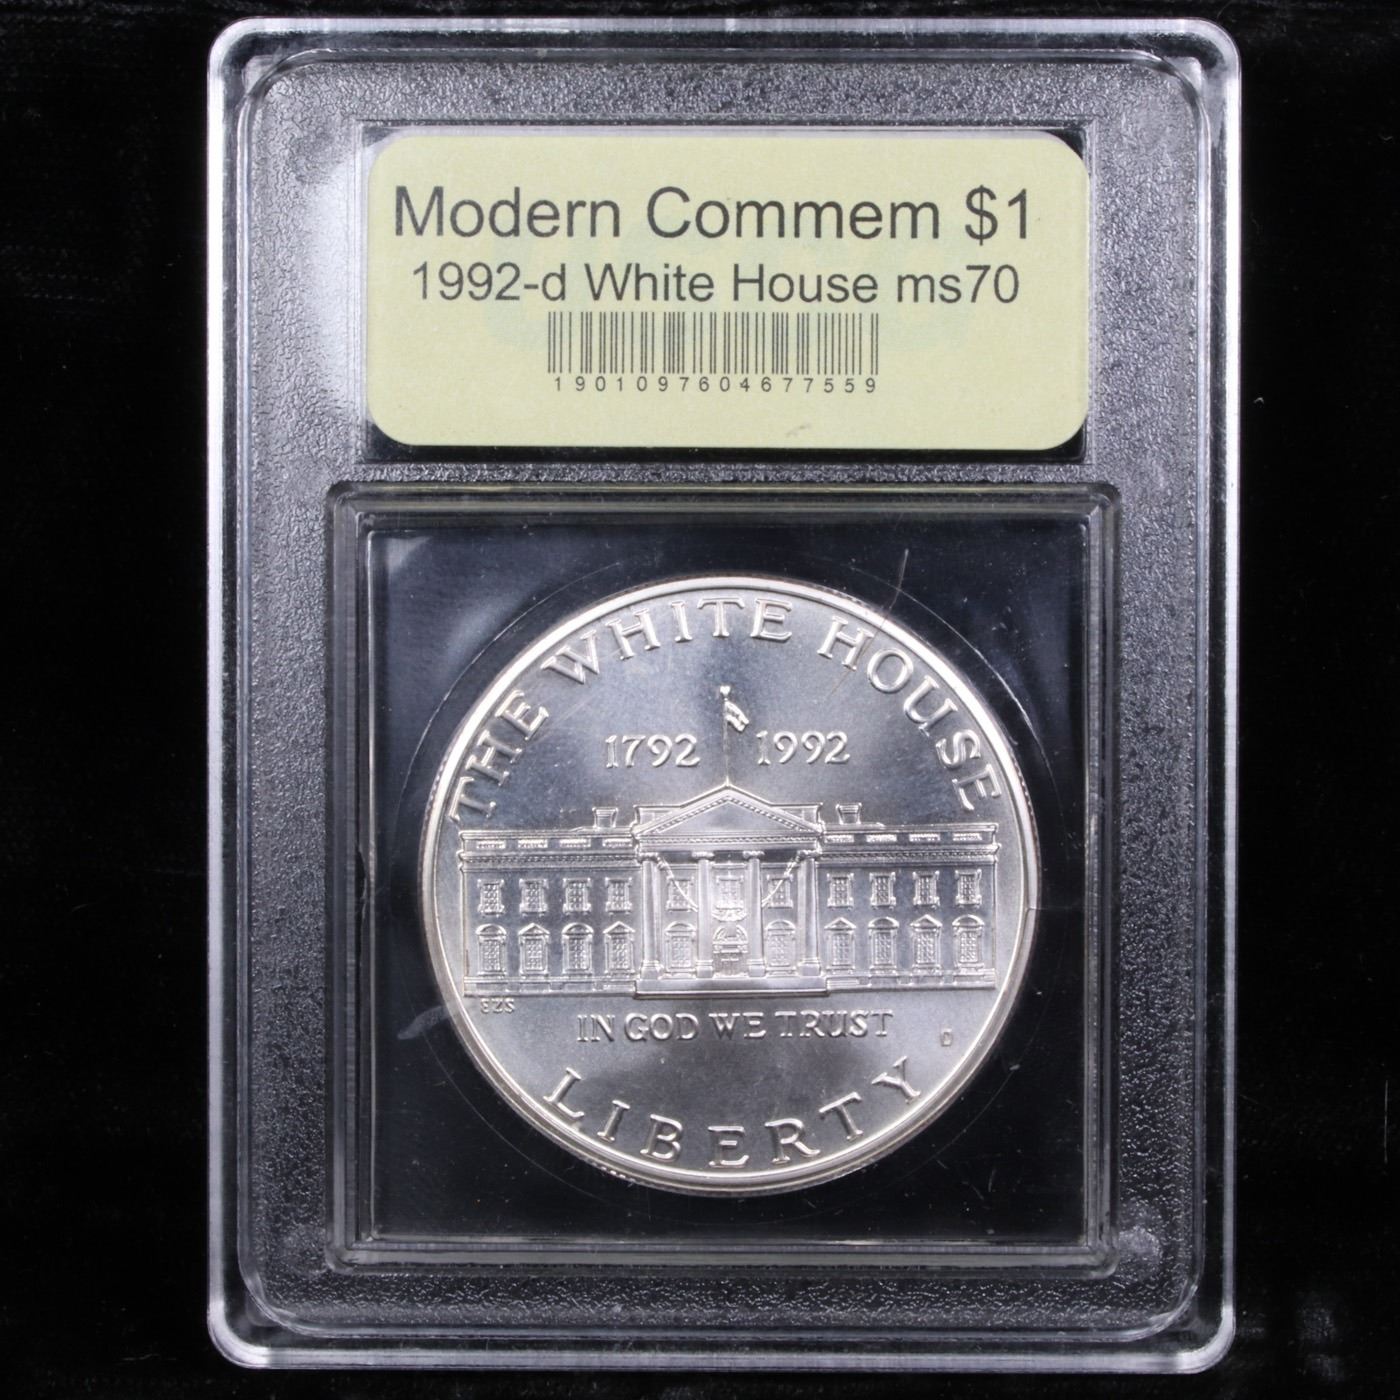 Modern Commem $1
1992-d White House ms70
1901097604677559
THE WHITE HOUSE
1792 1992
IN GOD WE TRUST
D
LIBERTY